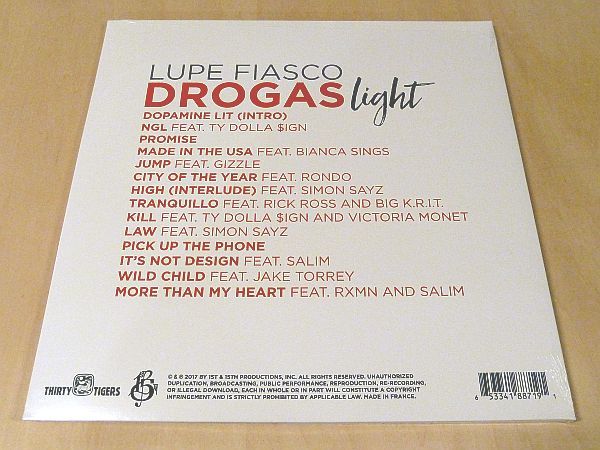 LUPE FIASCO
DROGAS light
DOPAMINE LIT (INTRO)
NGL FEAT. TY DOLLA $IGN
PROMISE
MADE IN THE USA FEAT. BIANCA SINGS
JUMP FEAT. GIZZLE
CITY OF THE YEAR FEAT. RONDO
HIGH (INTERLUDE) FEAT. SIMON SAYZ
TRANQUILLO FEAT. RICK ROSS AND BIG K.R.I.T.
KILL FEAT. TY DOLLA $IGN AND VICTORIA MONET
LAW FEAT. SIMON SAYZ
PICK UP THE PHONE
IT'S NOT DESIGN FEAT. SALIM
WILD CHILD FEAT. JAKE TORREY
MORE THAN MY HEART FEAT. RXMN AND SALIM
THIRTY TIGERS
© & ℗ 2017 BY 1ST & 15TH PRODUCTIONS, INC. ALL RIGHTS RESERVED. UNAUTHORIZED
DUPLICATION, BROADCASTING, PUBLIC PERFORMANCE, REPRODUCTION, RE-RECORDING,
OR ILLEGAL DOWNLOAD, EACH IN WHOLE OR IN PART WILL CONSTITUTE A COPYRIGHT
INFRINGEMENT AND IS STRICTLY PROHIBITED BY APPLICABLE LAW. MADE IN FRANCE.
6 53341 88719 1